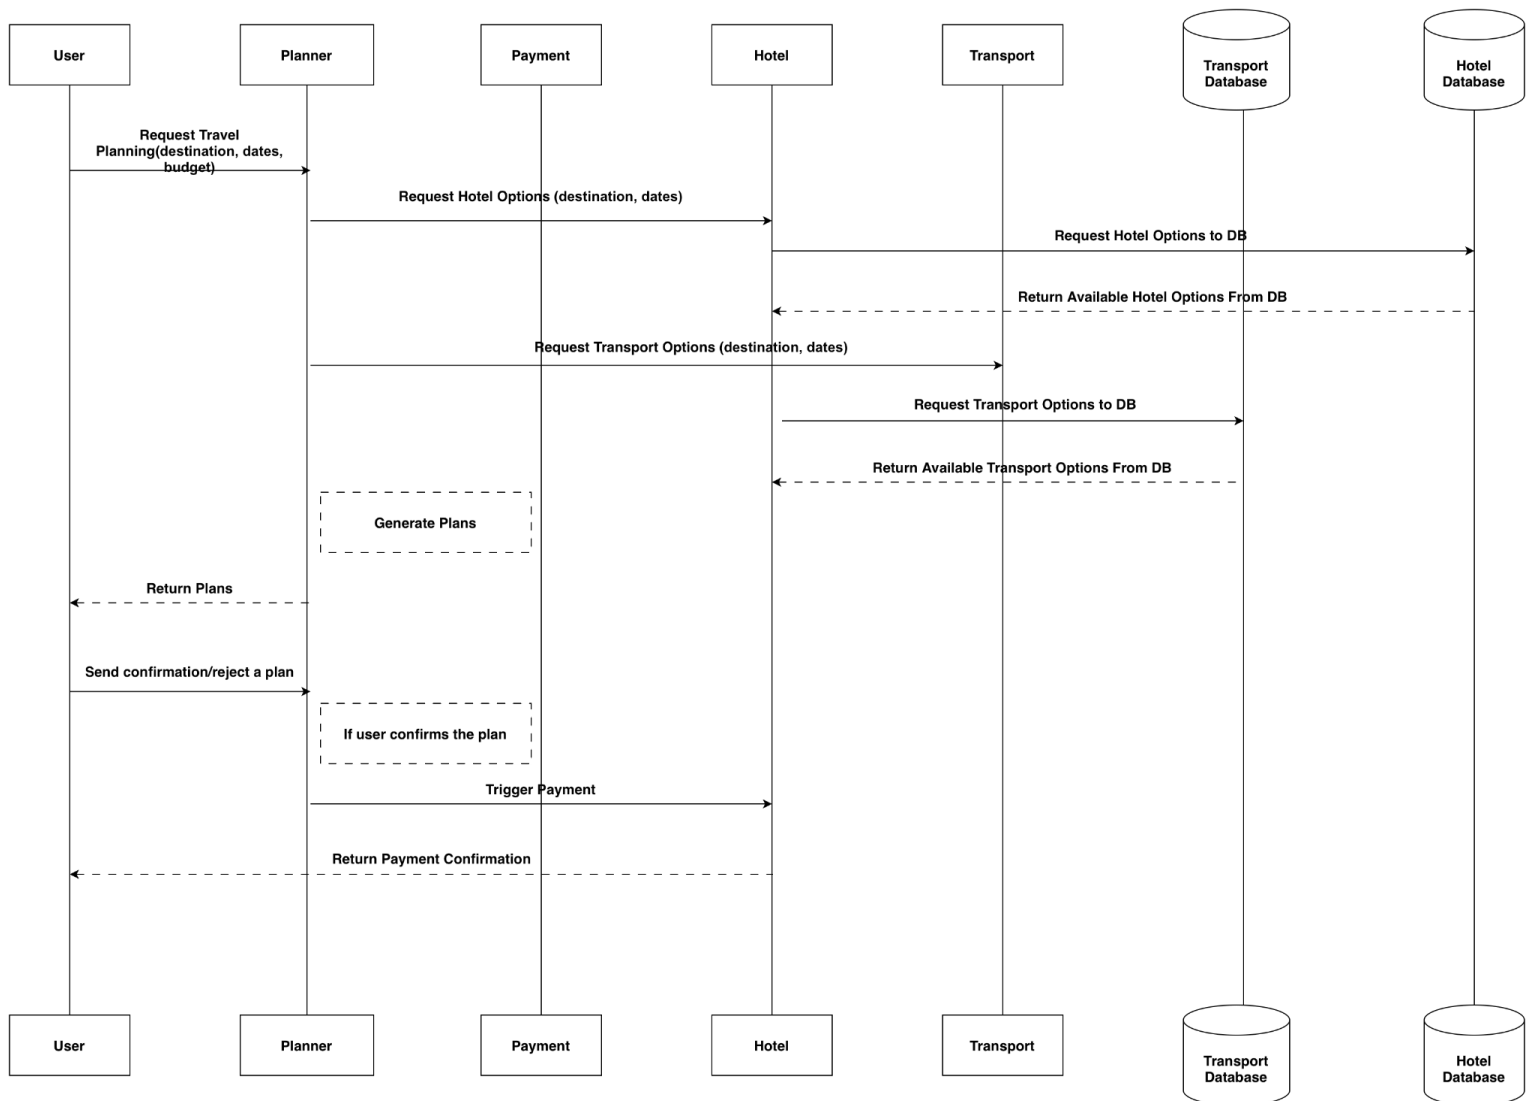 User
Planner
Payment
Hotel
Transport
Transport
Database
Hotel
Database
Request Travel
Planning(destination, dates,
budget)
Request Hotel Options (destination, dates)
Request Hotel Options to DB
Return Available Hotel Options From DB
Request Transport Options (destination, dates)
Request Transport Options to DB
Return Available Transport Options From DB
Generate Plans
Return Plans
Send confirmation/reject a plan
If user confirms the plan
Trigger Payment
Return Payment Confirmation
User
Planner
Payment
Hotel
Transport
Transport
Database
Hotel
Database